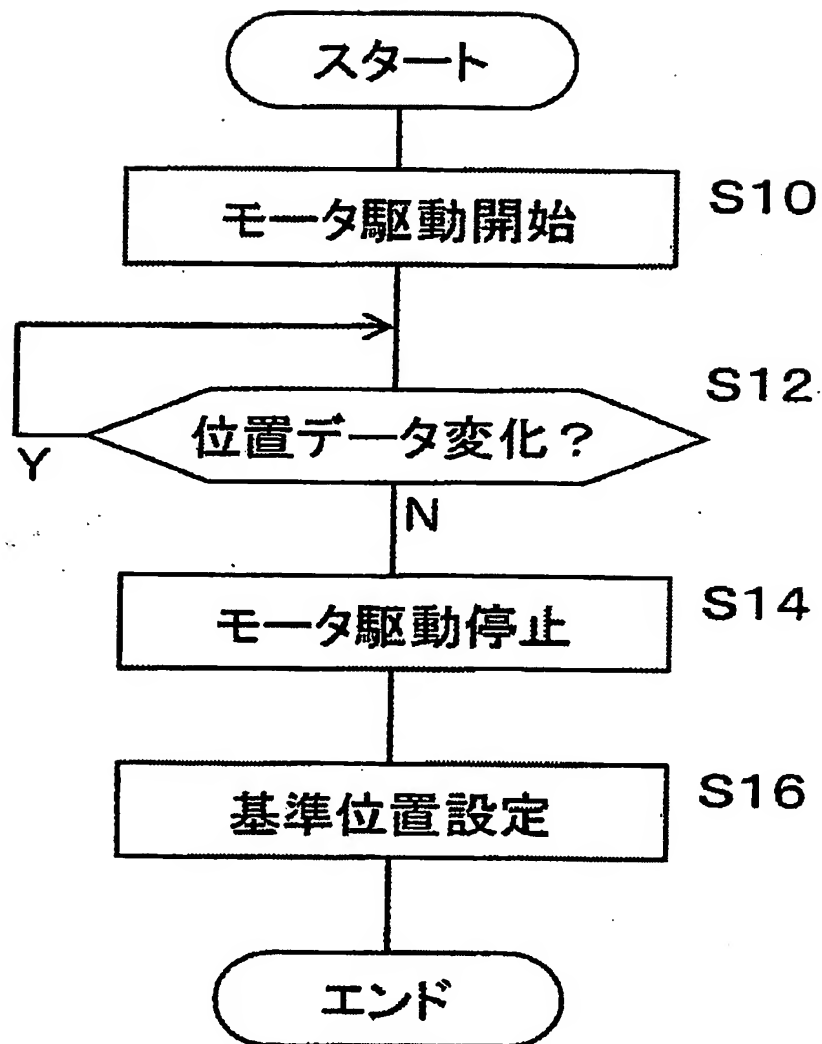 スタート
モータ駆動開始 S10
位置データ変化? S12
Y
N
モータ駆動停止 S14
基準位置設定 S16
エンド